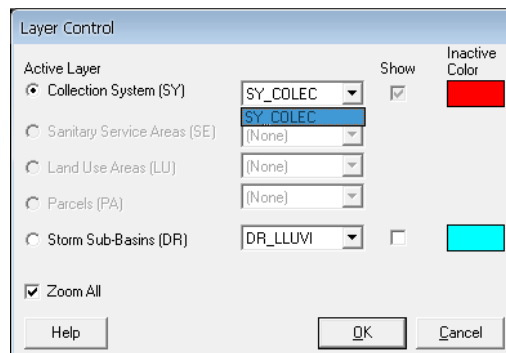 Layer Control
Inactive
Active Layer Show Color
Collection System (SY) SY_COLEC
SY_COLEC
Sanitary Service Areas (SE) (None)
Land Use Areas (LU) (None)
Parcels (PA) (None)
Storm Sub-Basins (DR) DR_LLUVI
Zoom All
Help OK Cancel